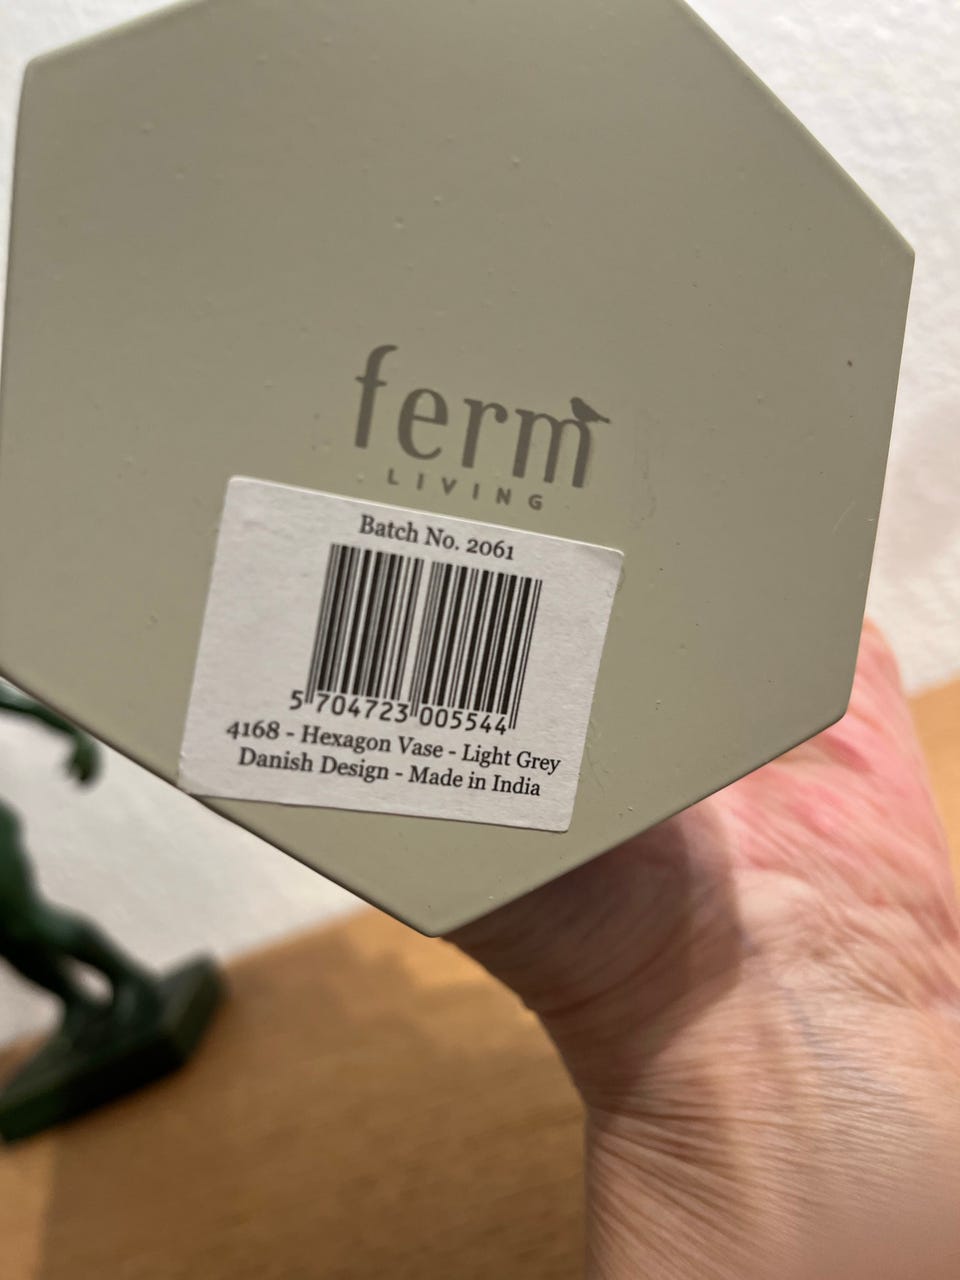 ferm
LIVING
Batch No. 2061
5 704723 005544
4168 - Hexagon Vase - Light Grey
Danish Design - Made in India